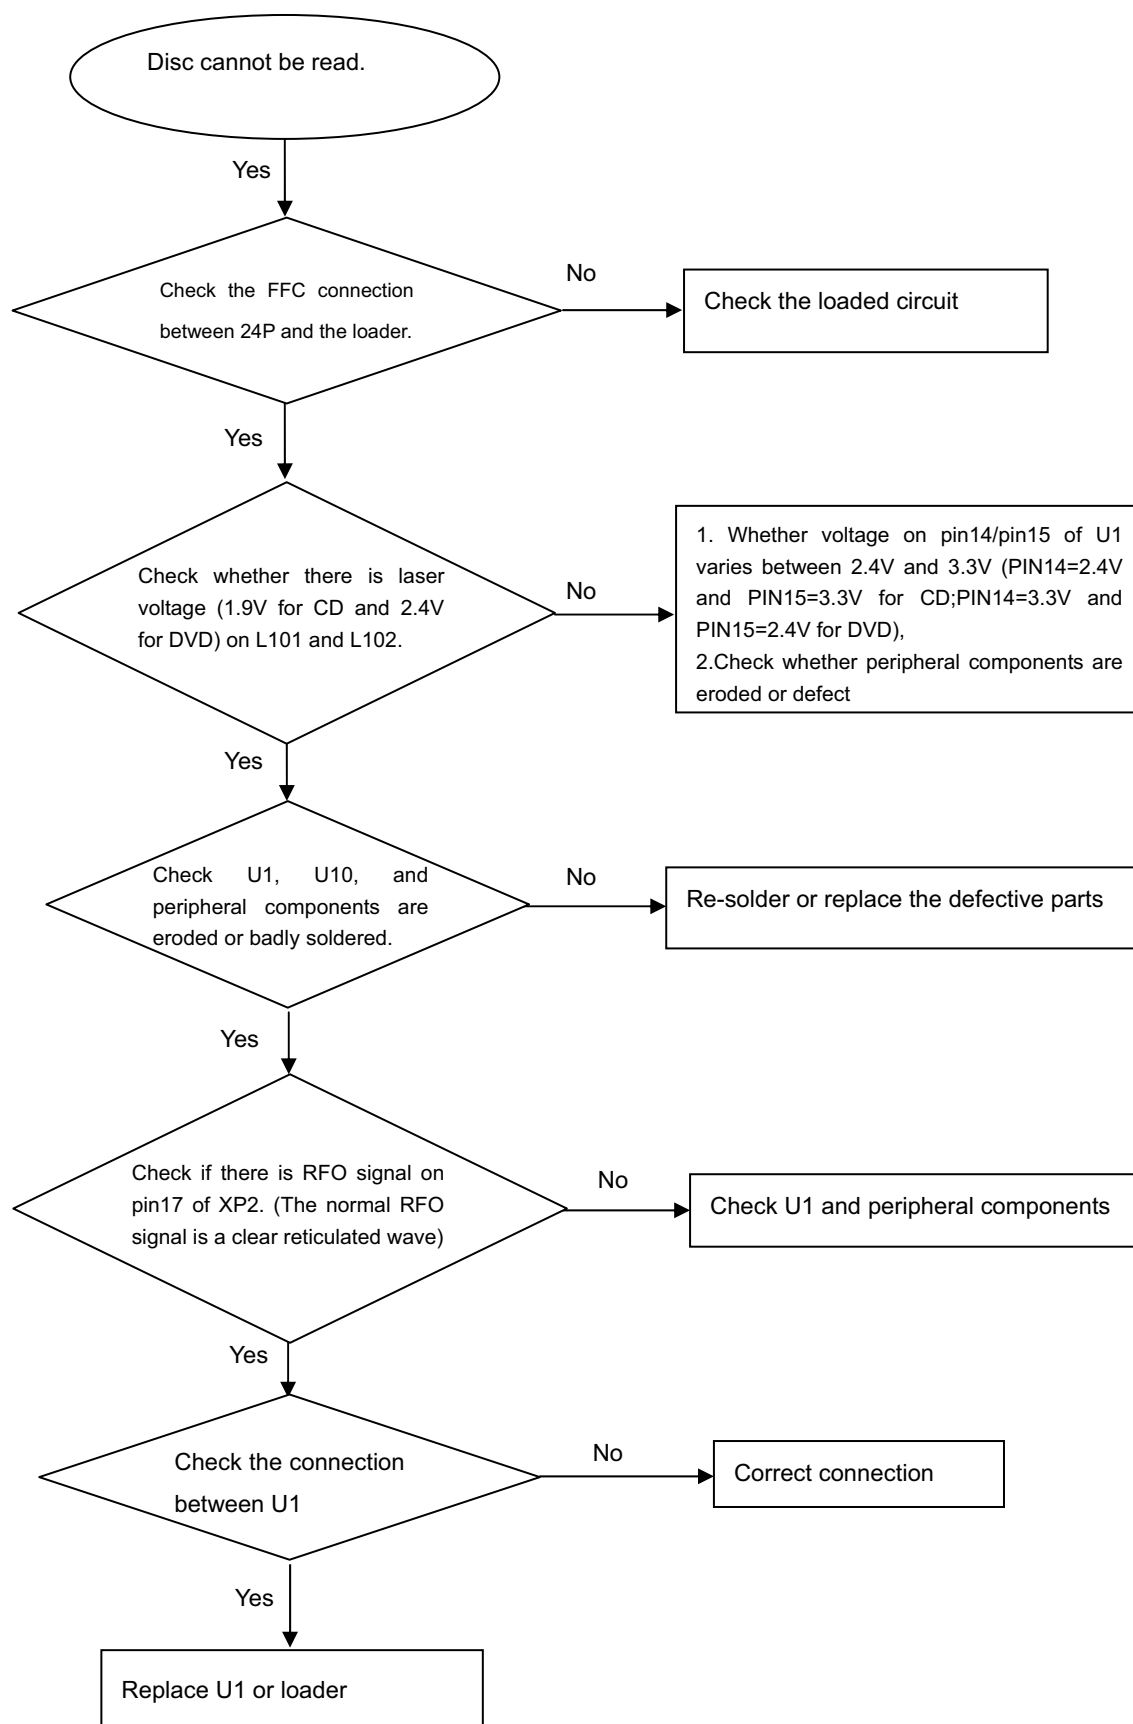 Disc cannot be read.
Yes
Check the FFC connection
between 24P and the loader.
No
Check the loaded circuit
Yes
Check whether there is laser
voltage (1.9V for CD and 2.4V
for DVD) on L101 and L102.
No
1. Whether voltage on pin14/pin15 of U1
varies between 2.4V and 3.3V (PIN14=2.4V
and PIN15=3.3V for CD;PIN14=3.3V and
PIN15=2.4V for DVD),
2.Check whether peripheral components are
eroded or defect
Yes
Check U1, U10, and
peripheral components are
eroded or badly soldered.
No
Re-solder or replace the defective parts
Yes
Check if there is RFO signal on
pin17 of XP2. (The normal RFO
signal is a clear reticulated wave)
No
Check U1 and peripheral components
Yes
Check the connection
between U1
No
Correct connection
Yes
Replace U1 or loader